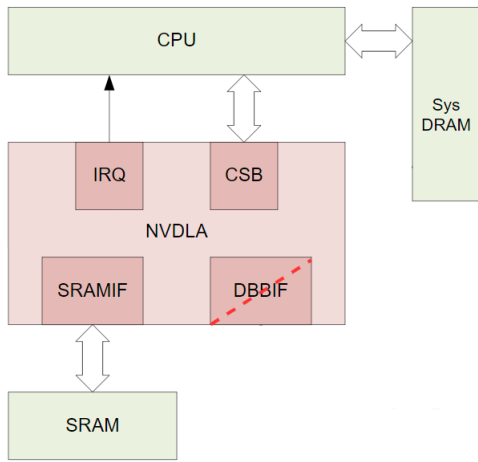 CPU
Sys
DRAM
IRQ
CSB
NVDLA
SRAMIF
DBBIF
SRAM